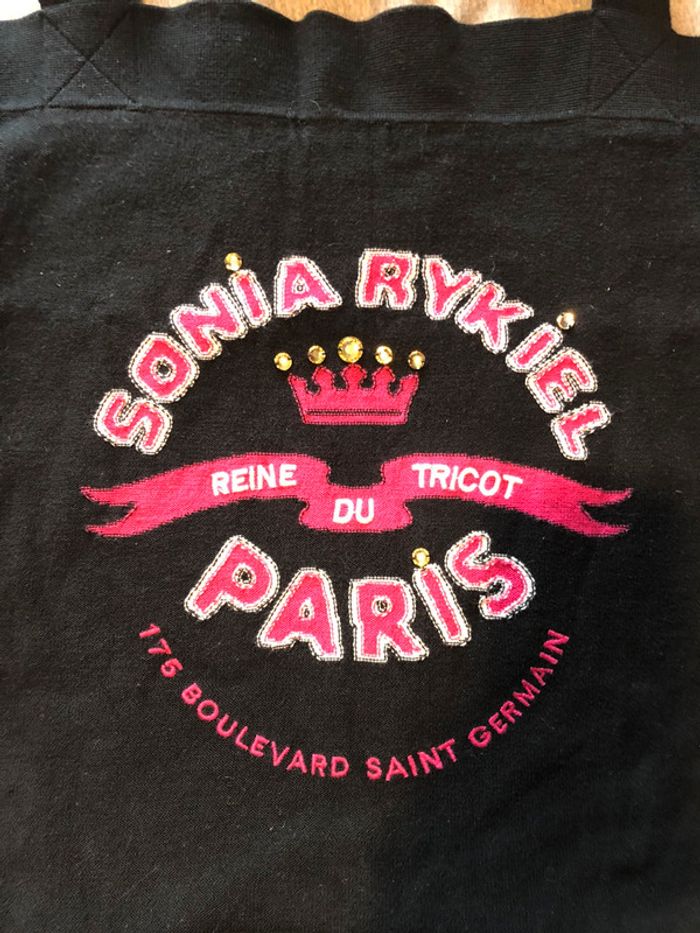 SONiA RYKiEL
REINE DU TRICOT
PARiS
175 BOULEVARD SAINT GERMAIN